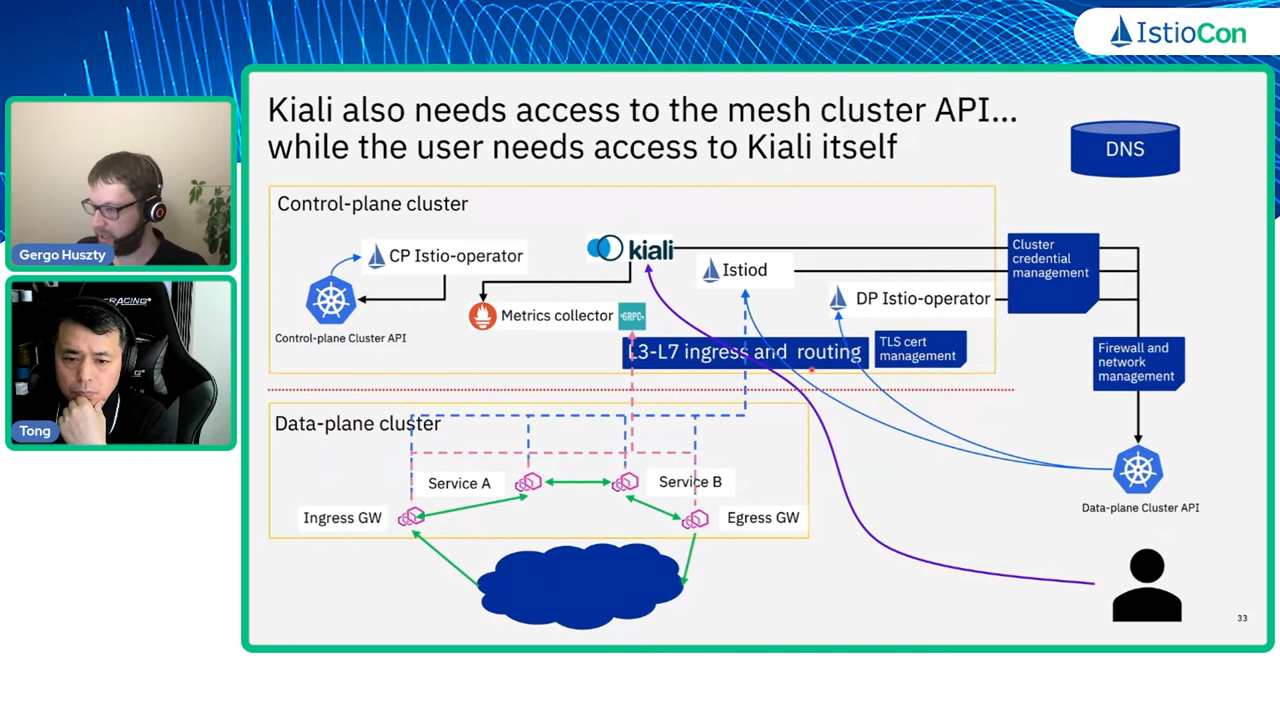 IstioCon
Kiali also needs access to the mesh cluster API...
while the user needs access to Kiali itself
DNS
Control-plane cluster
CP Istio-operator
kiali
Istiod
Cluster
credential
management
DP Istio-operator
Metrics collector
GRPC
Control-plane Cluster API
L3-L7 ingress and routing
TLS cert
management
Firewall and
network
management
Data-plane cluster
Service A
Service B
Ingress GW
Egress GW
Data-plane Cluster API
33
Gergo Huszty
RACING
Tong